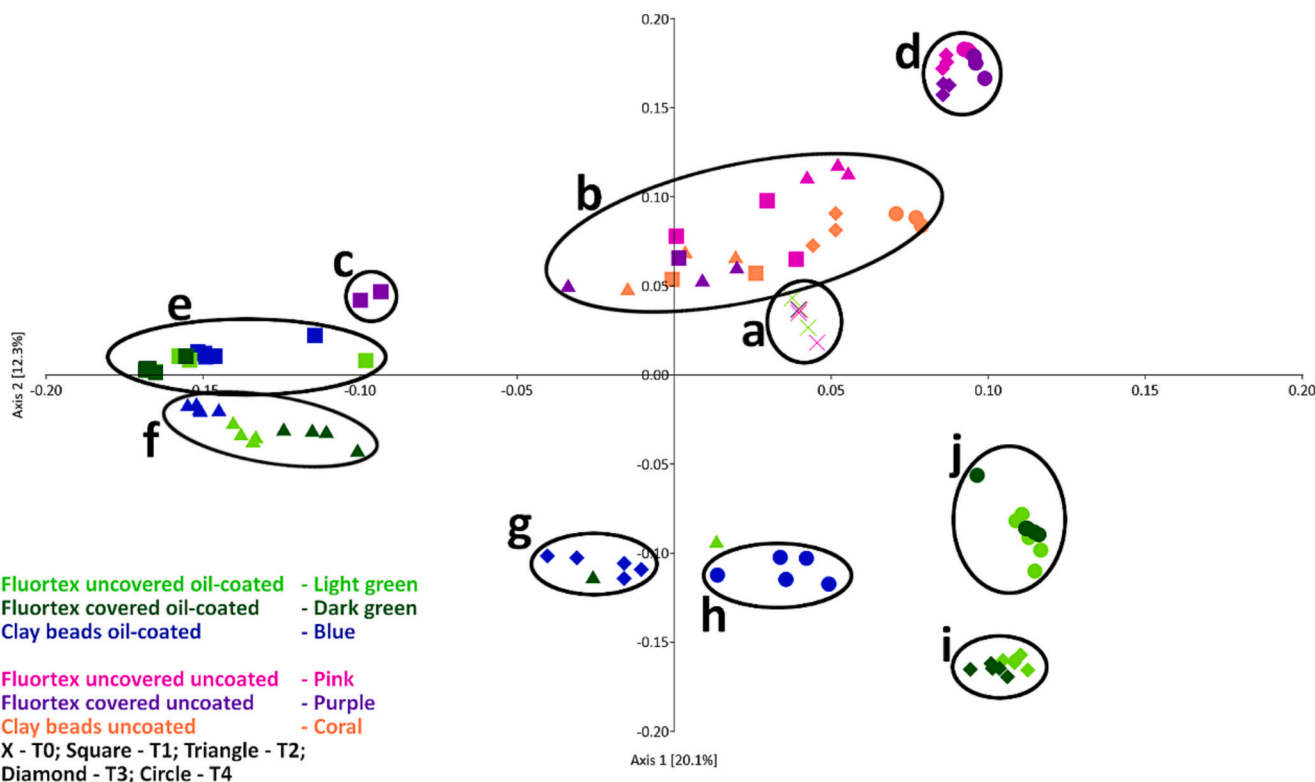 0.20
d
0.15
b
0.10
c
0.05
e
a
0.00
-0.20
-0.15
-0.10
-0.05
0.05
0.10
0.15
0.20
Axis 2 [12.3%]
f
-0.05
j
g
-0.10
h
-0.15
i
-0.20
Axis 1 [20.1%]
Fluortex uncovered oil-coated - Light green
Fluortex covered oil-coated - Dark green
Clay beads oil-coated - Blue
Fluortex uncovered uncoated - Pink
Fluortex covered uncoated - Purple
Clay beads uncoated - Coral
X - T0; Square - T1; Triangle - T2;
Diamond - T3; Circle - T4